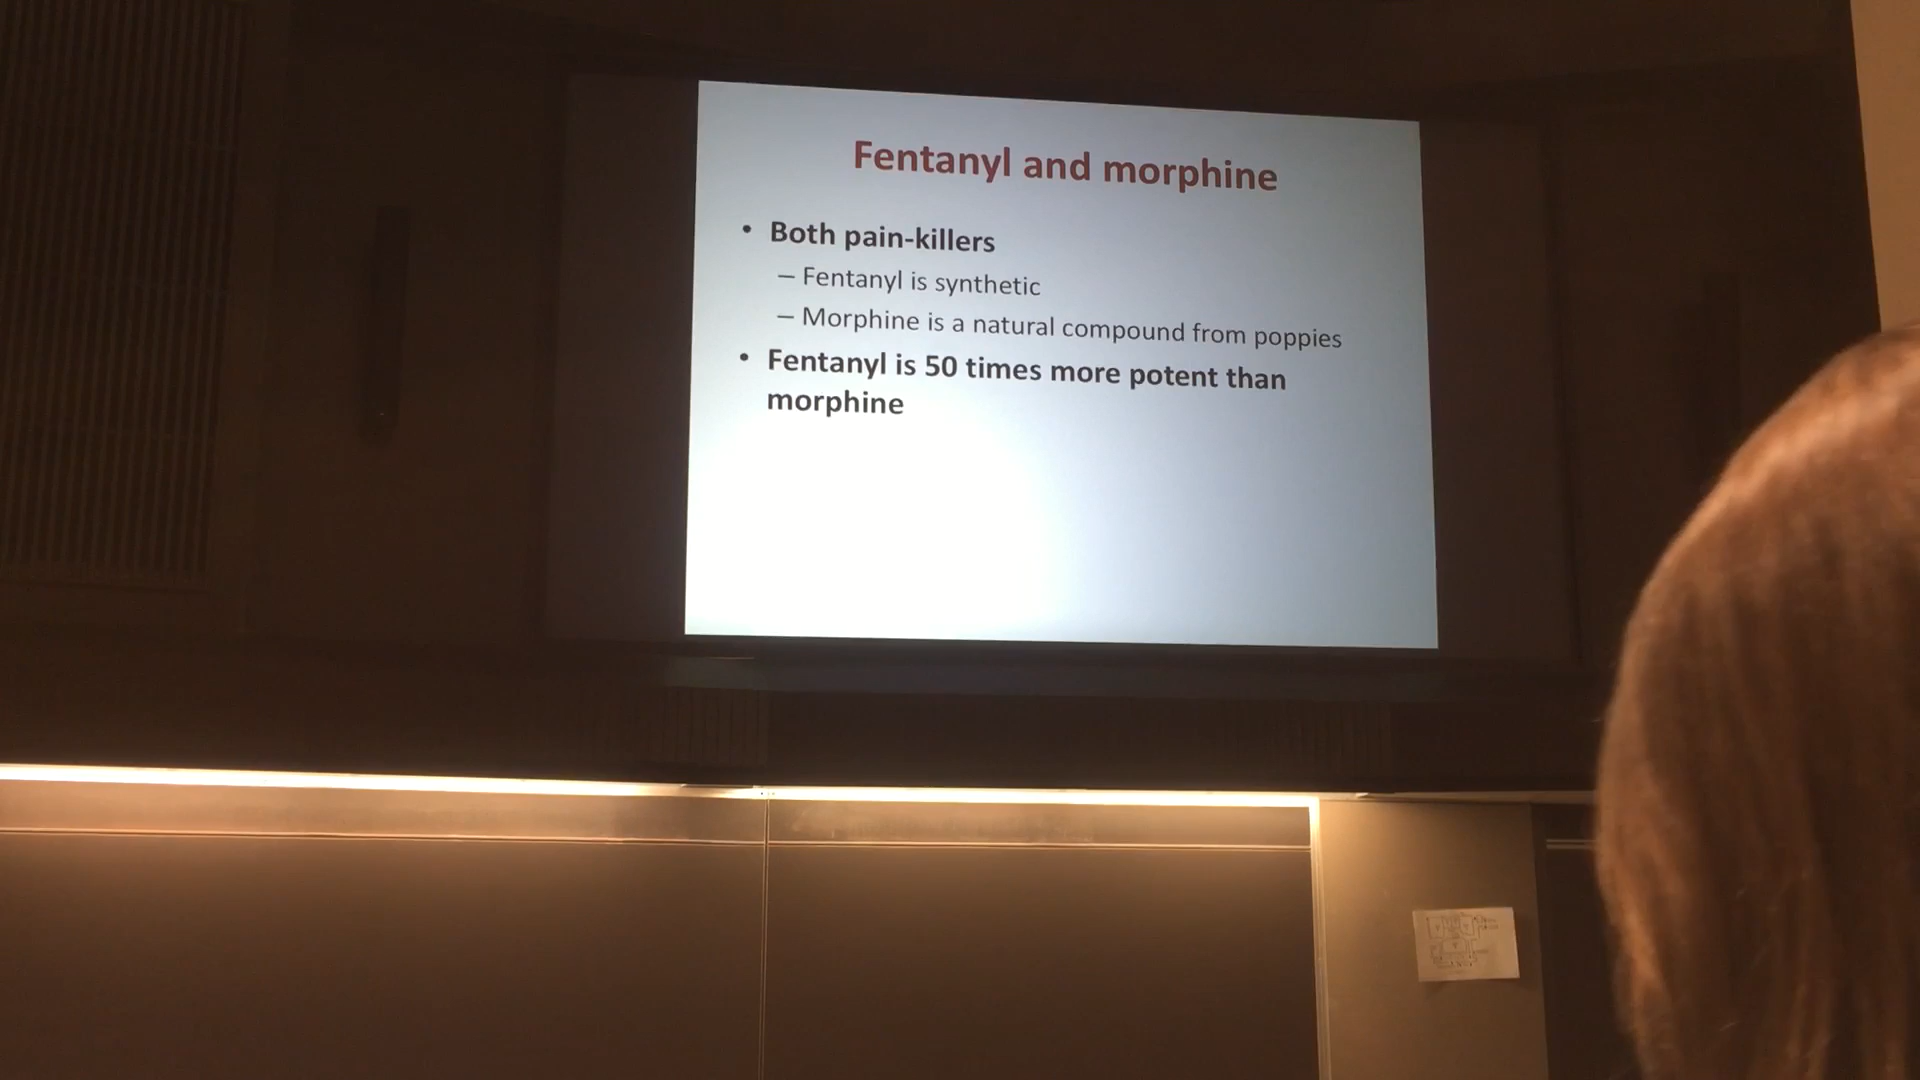 Fentanyl and morphine
• Both pain-killers
– Fentanyl is synthetic
– Morphine is a natural compound from poppies
• Fentanyl is 50 times more potent than
morphine